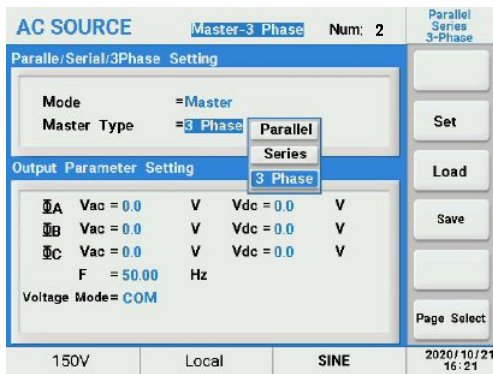 AC SOURCE Master-3 Phase Num: 2
Parallel
Series
3-Phase
Paralle/Serial/3Phase Setting
Mode =Master
Master Type =3 Phase
Parallel
Series
3 Phase
Output Parameter Setting
ΦA Vac = 0.0 V Vdc = 0.0 V
ΦB Vac = 0.0 V Vdc = 0.0 V
ΦC Vac = 0.0 V Vdc = 0.0 V
F = 50.00 Hz
Voltage Mode= COM
Set
Load
Save
Page Select
150V Local SINE 2020/10/21
16:21